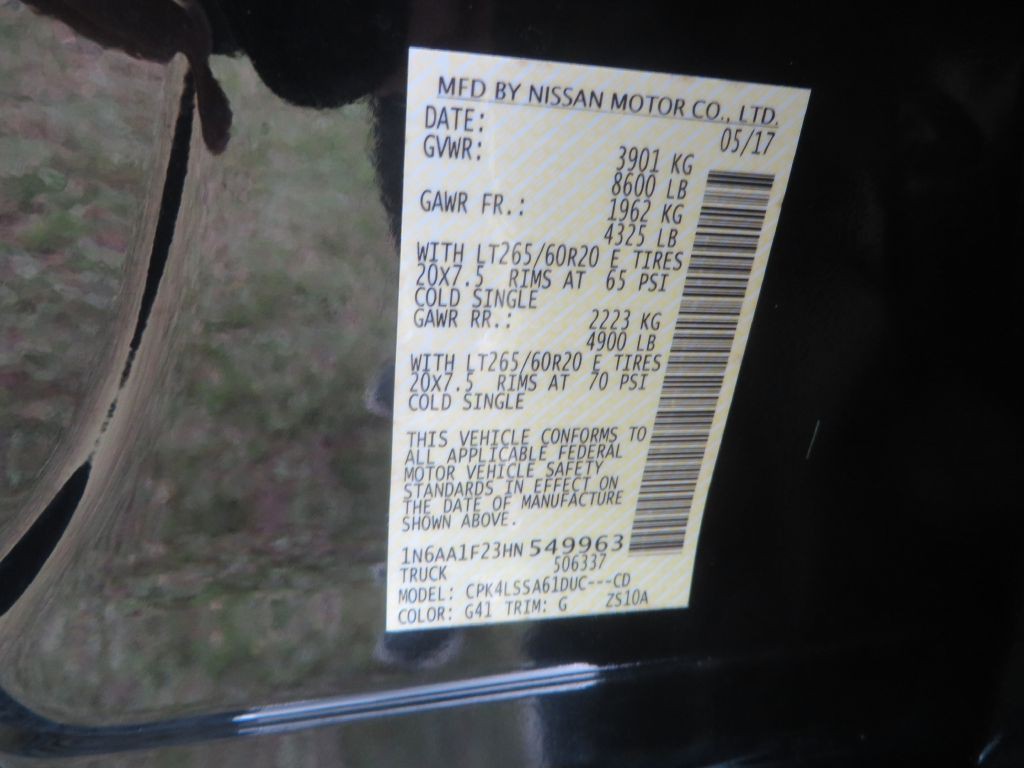 MFD BY NISSAN MOTOR CO., LTD.
DATE: 05/17
GVWR: 3901 KG
8600 LB
GAWR FR.: 1962 KG
4325 LB
WITH LT265/60R20 E TIRES
20X7.5 RIMS AT 65 PSI
COLD SINGLE
GAWR RR.: 2223 KG
4900 LB
WITH LT265/60R20 E TIRES
20X7.5 RIMS AT 70 PSI
COLD SINGLE
THIS VEHICLE CONFORMS TO
ALL APPLICABLE FEDERAL
MOTOR VEHICLE SAFETY
STANDARDS IN EFFECT ON
THE DATE OF MANUFACTURE
SHOWN ABOVE.
1N6AA1F23HN 549963
TRUCK 506337
MODEL: CPK4LSSA61DUC---CD
COLOR: G41 TRIM: G ZS10A